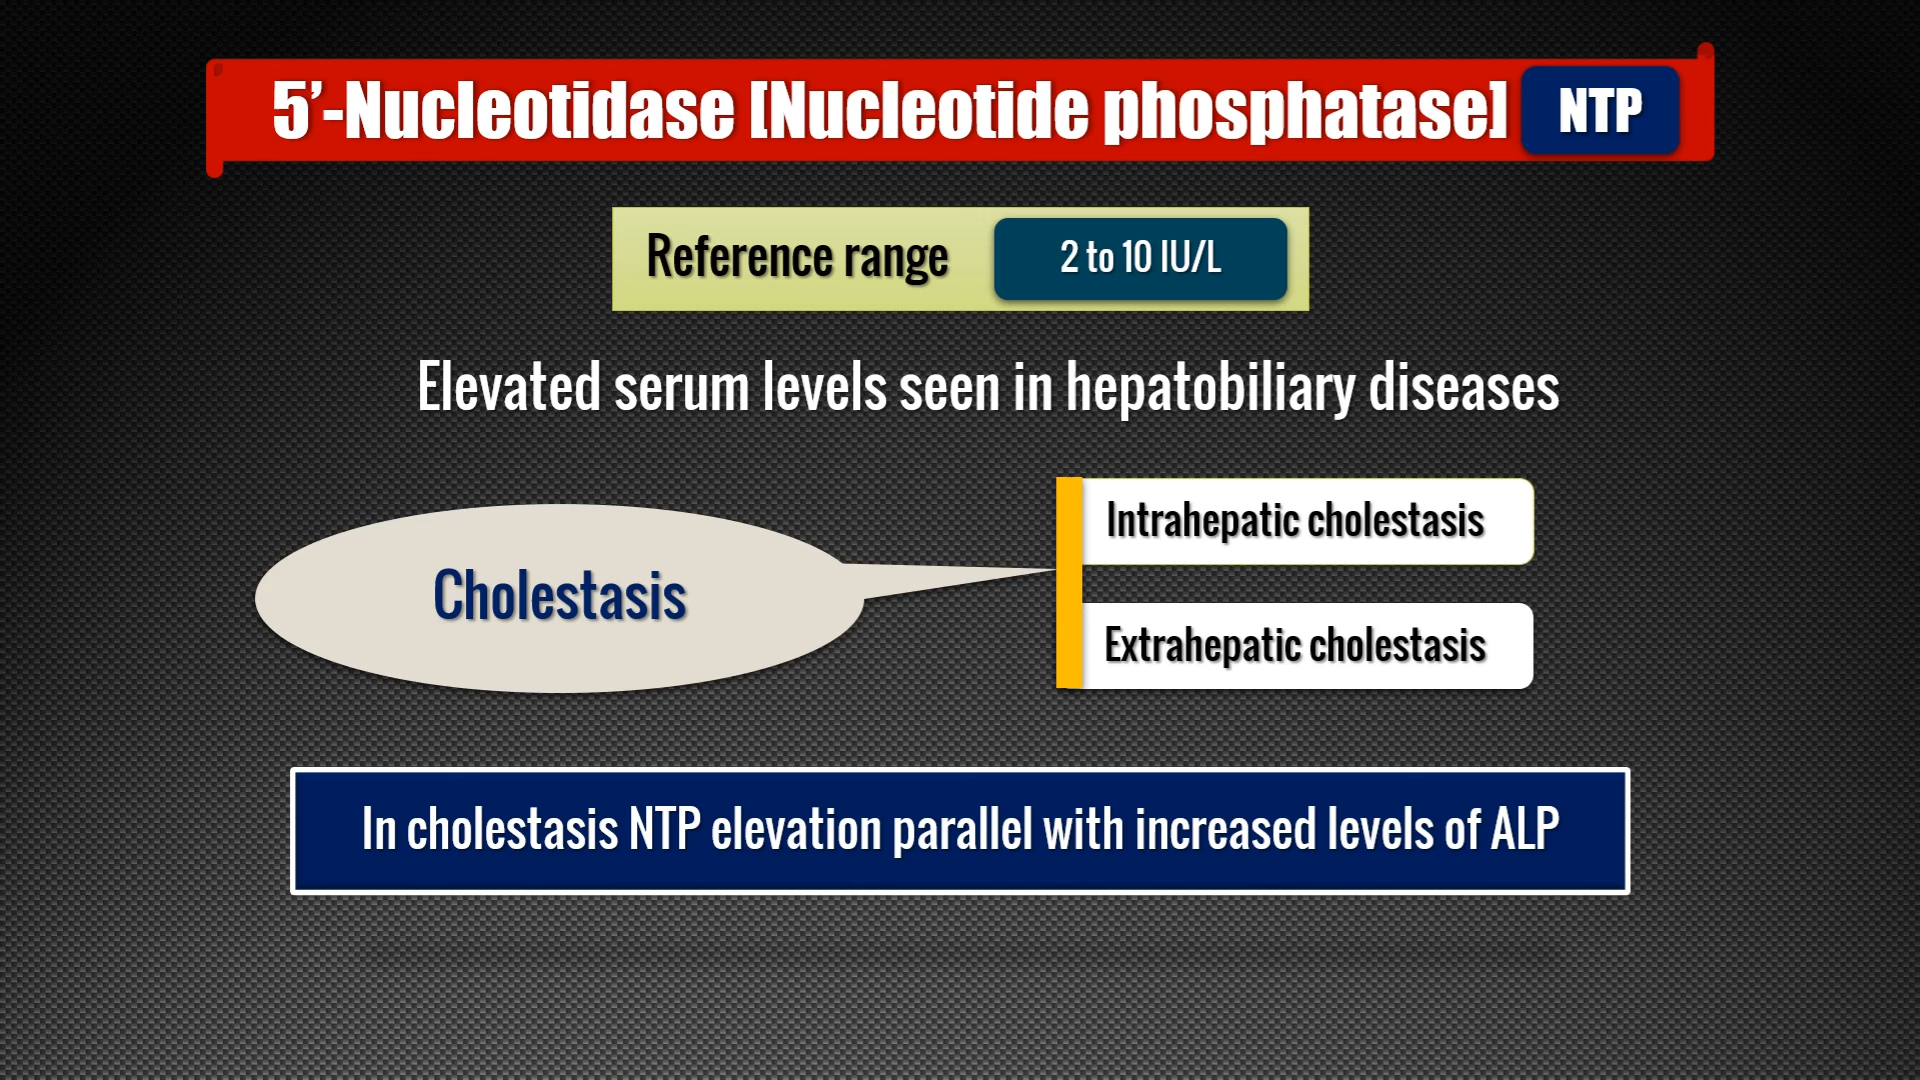 5’-Nucleotidase [Nucleotide phosphatase] NTP
Reference range 2 to 10 IU/L
Elevated serum levels seen in hepatobiliary diseases
Cholestasis
Intrahepatic cholestasis
Extrahepatic cholestasis
In cholestasis NTP elevation parallel with increased levels of ALP